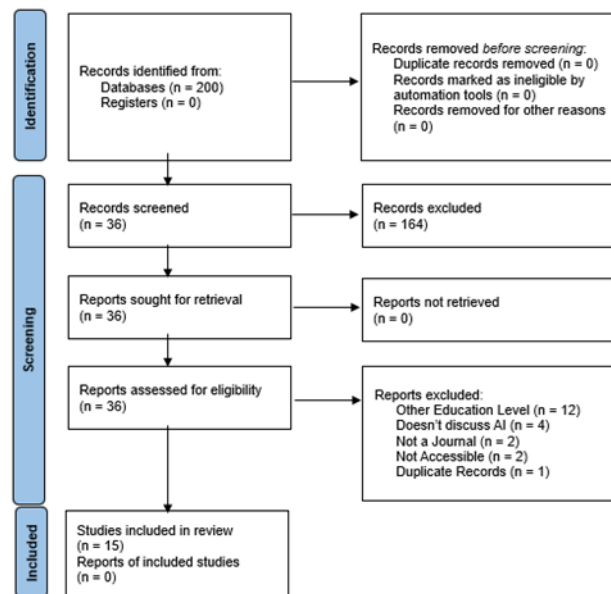 Identification
Records identified from:
Databases (n = 200)
Registers (n = 0)
Records removed before screening:
Duplicate records removed (n = 0)
Records marked as ineligible by
automation tools (n = 0)
Records removed for other reasons
(n = 0)
Screening
Records screened
(n = 36)
Records excluded
(n = 164)
Reports sought for retrieval
(n = 36)
Reports not retrieved
(n = 0)
Reports assessed for eligibility
(n = 36)
Reports excluded:
Other Education Level (n = 12)
Doesn't discuss AI (n = 4)
Not a Journal (n = 2)
Not Accessible (n = 2)
Duplicate Records (n = 1)
Included
Studies included in review
(n = 15)
Reports of included studies
(n = 0)